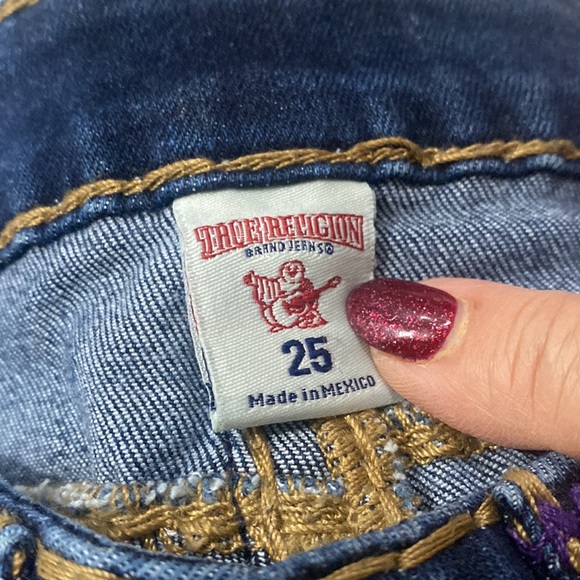 TRUE RELIGION
BRAND JEANS®
25
Made in MEXICO